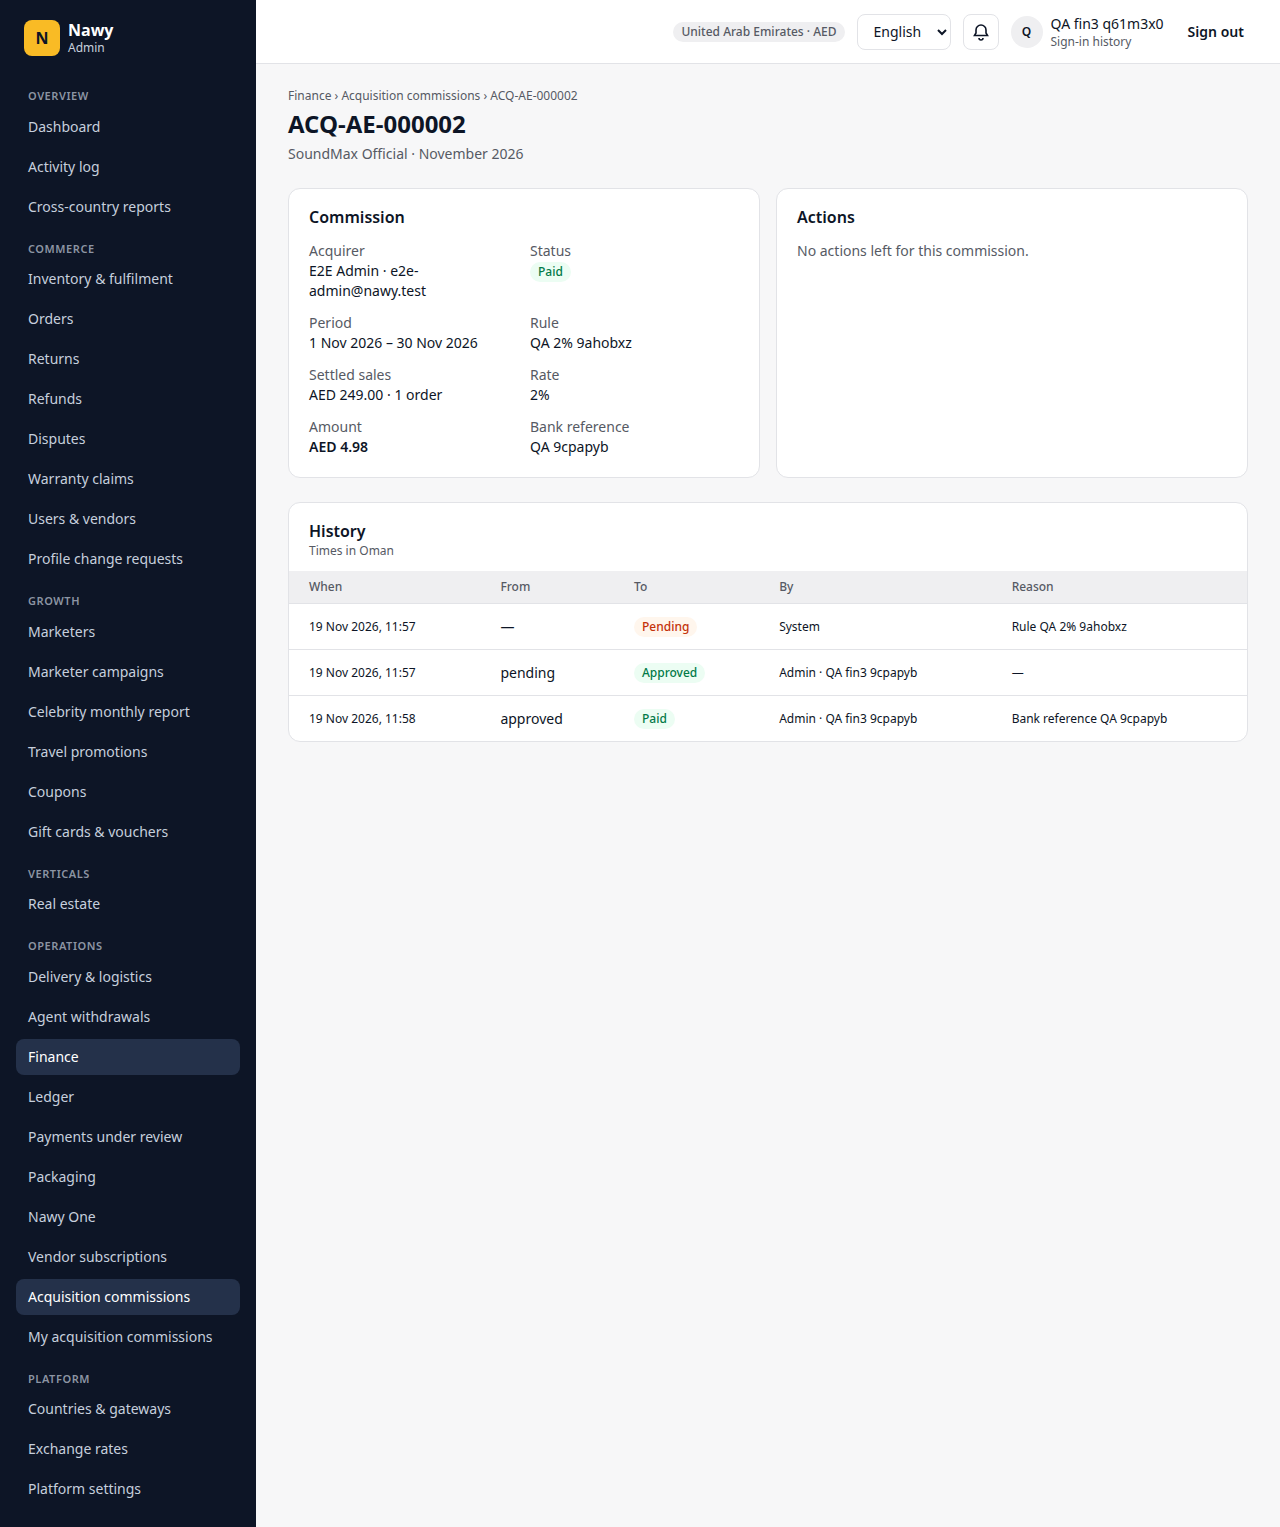 N
Nawy
Admin
OVERVIEW
Dashboard
Activity log
Cross-country reports
COMMERCE
Inventory & fulfilment
Orders
Returns
Refunds
Disputes
Warranty claims
Users & vendors
Profile change requests
GROWTH
Marketers
Marketer campaigns
Celebrity monthly report
Travel promotions
Coupons
Gift cards & vouchers
VERTICALS
Real estate
OPERATIONS
Delivery & logistics
Agent withdrawals
Finance
Ledger
Payments under review
Packaging
Nawy One
Vendor subscriptions
Acquisition commissions
My acquisition commissions
PLATFORM
Countries & gateways
Exchange rates
Platform settings
United Arab Emirates · AED
English
Q
QA fin3 q61m3x0
Sign-in history
Sign out
Finance › Acquisition commissions › ACQ-AE-000002
ACQ-AE-000002
SoundMax Official · November 2026
Commission
Acquirer
E2E Admin · e2e-
admin@nawy.test
Status
Paid
Period
1 Nov 2026 – 30 Nov 2026
Rule
QA 2% 9ahobxz
Settled sales
AED 249.00 · 1 order
Rate
2%
Amount
AED 4.98
Bank reference
QA 9cpapyb
Actions
No actions left for this commission.
History
Times in Oman
When From To By Reason
19 Nov 2026, 11:57 — Pending System Rule QA 2% 9ahobxz
19 Nov 2026, 11:57 pending Approved Admin · QA fin3 9cpapyb —
19 Nov 2026, 11:58 approved Paid Admin · QA fin3 9cpapyb Bank reference QA 9cpapyb